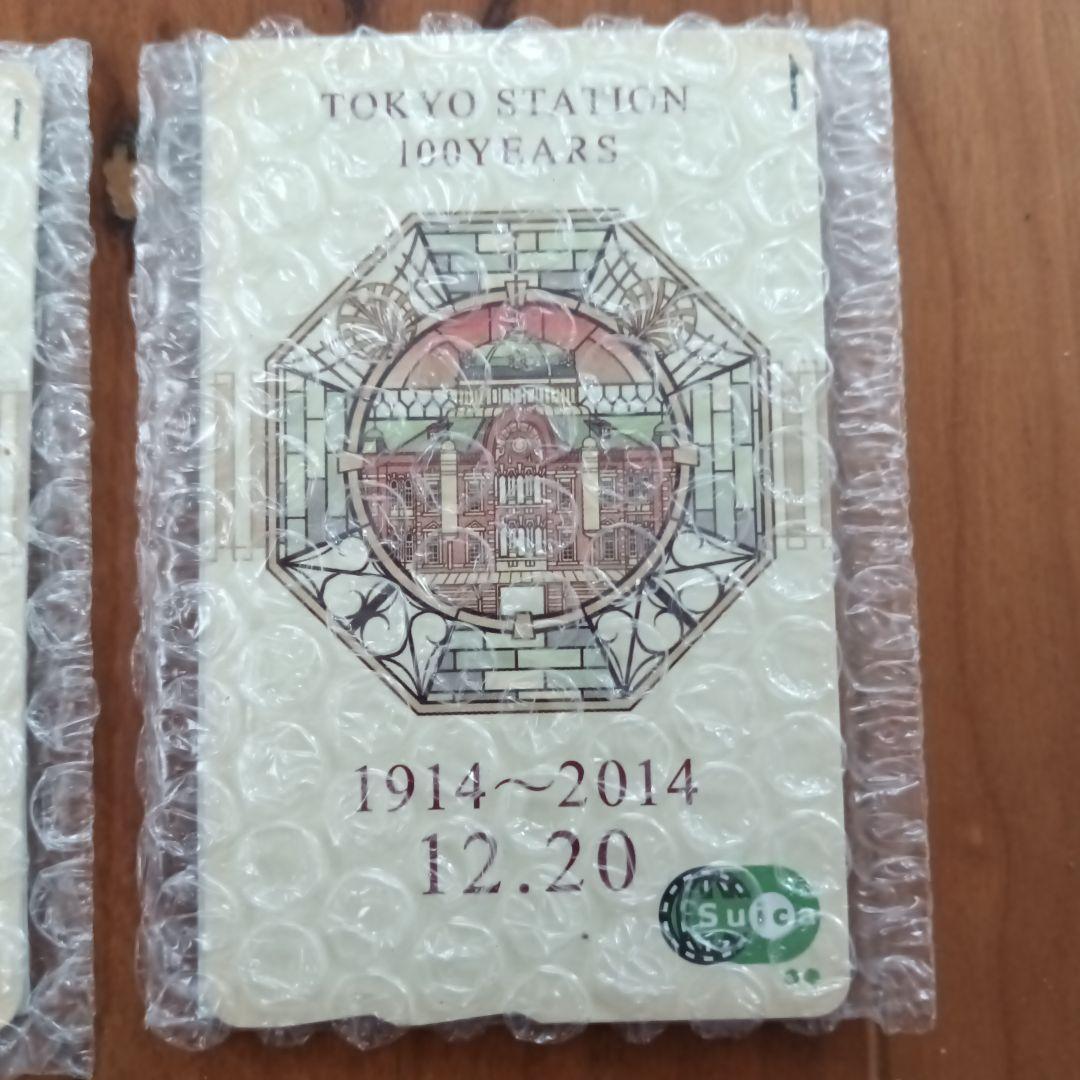 TOKYO STATION
100YEARS
1914〜2014
12.20
Suica